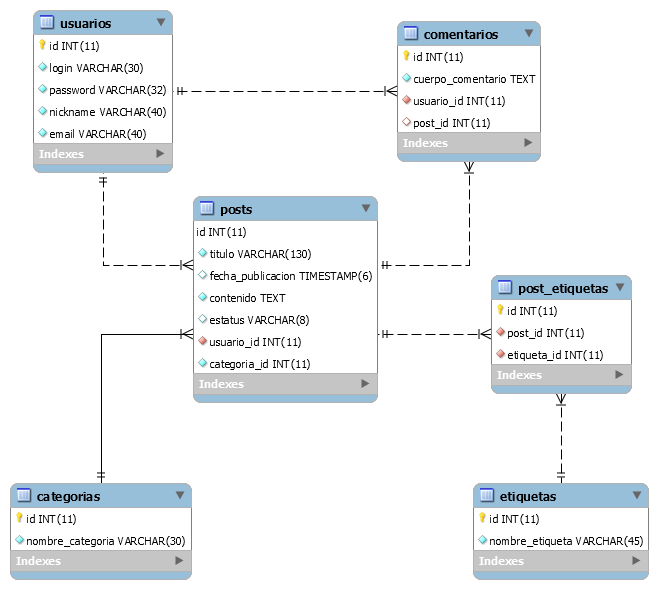 usuarios
id INT(11)
login VARCHAR(30)
password VARCHAR(32)
nickname VARCHAR(40)
email VARCHAR(40)
Indexes
comentarios
id INT(11)
cuerpo_comentario TEXT
usuario_id INT(11)
post_id INT(11)
Indexes
posts
id INT(11)
titulo VARCHAR(130)
fecha_publicacion TIMESTAMP(6)
contenido TEXT
estatus VARCHAR(8)
usuario_id INT(11)
categoria_id INT(11)
Indexes
post_etiquetas
id INT(11)
post_id INT(11)
etiqueta_id INT(11)
Indexes
categorias
id INT(11)
nombre_categoria VARCHAR(30)
Indexes
etiquetas
id INT(11)
nombre_etiqueta VARCHAR(45)
Indexes